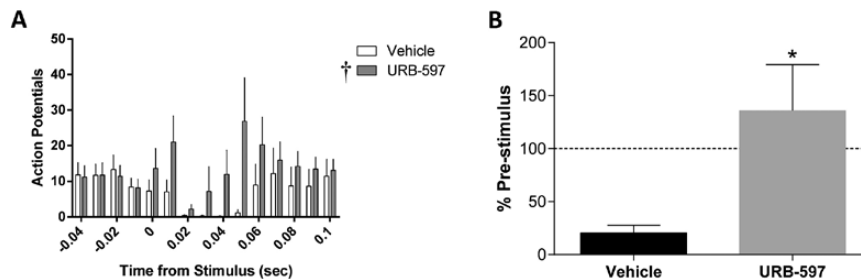 A
50
40
30
20
10
0
Action Potentials
Vehicle
† URB-597
-0.04
-0.02
0
0.02
0.04
0.06
0.08
0.1
Time from Stimulus (sec)
B
200
150
100
50
0
% Pre-stimulus
*
Vehicle
URB-597